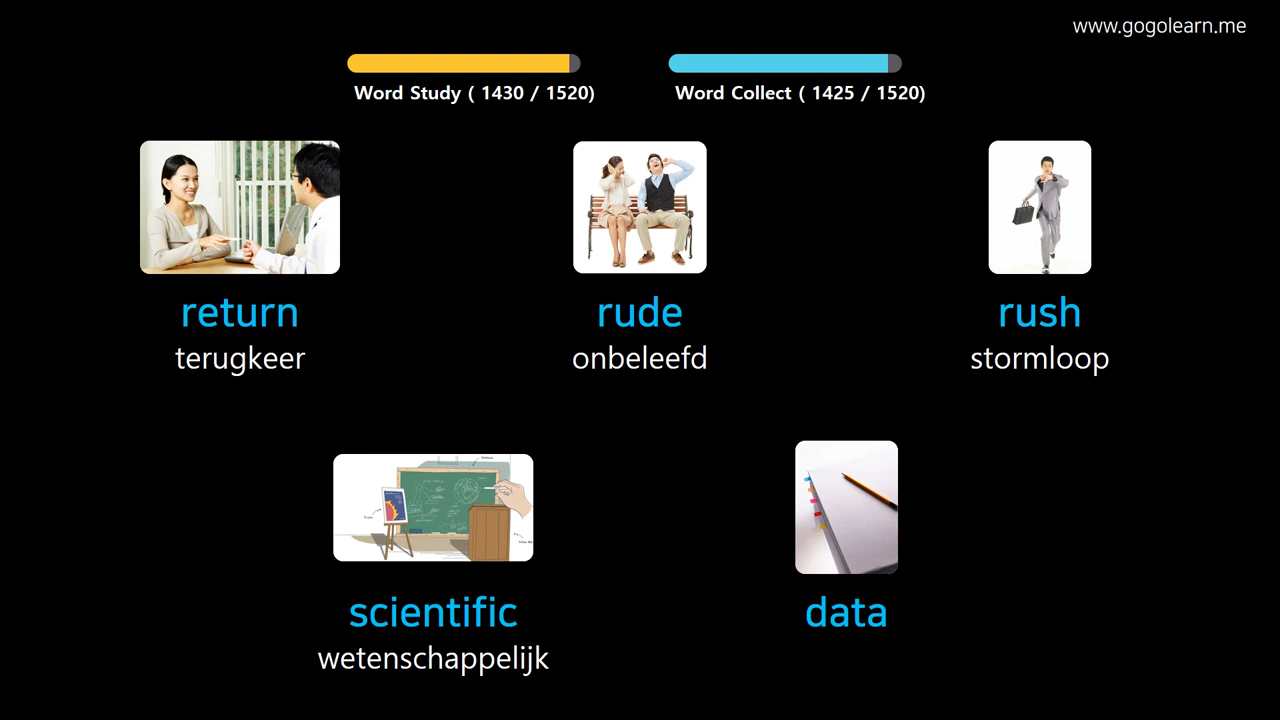 www.gogolearn.me
Word Study ( 1430 / 1520)
Word Collect ( 1425 / 1520)
return
terugkeer
rude
onbeleefd
rush
stormloop
scientific
wetenschappelijk
data